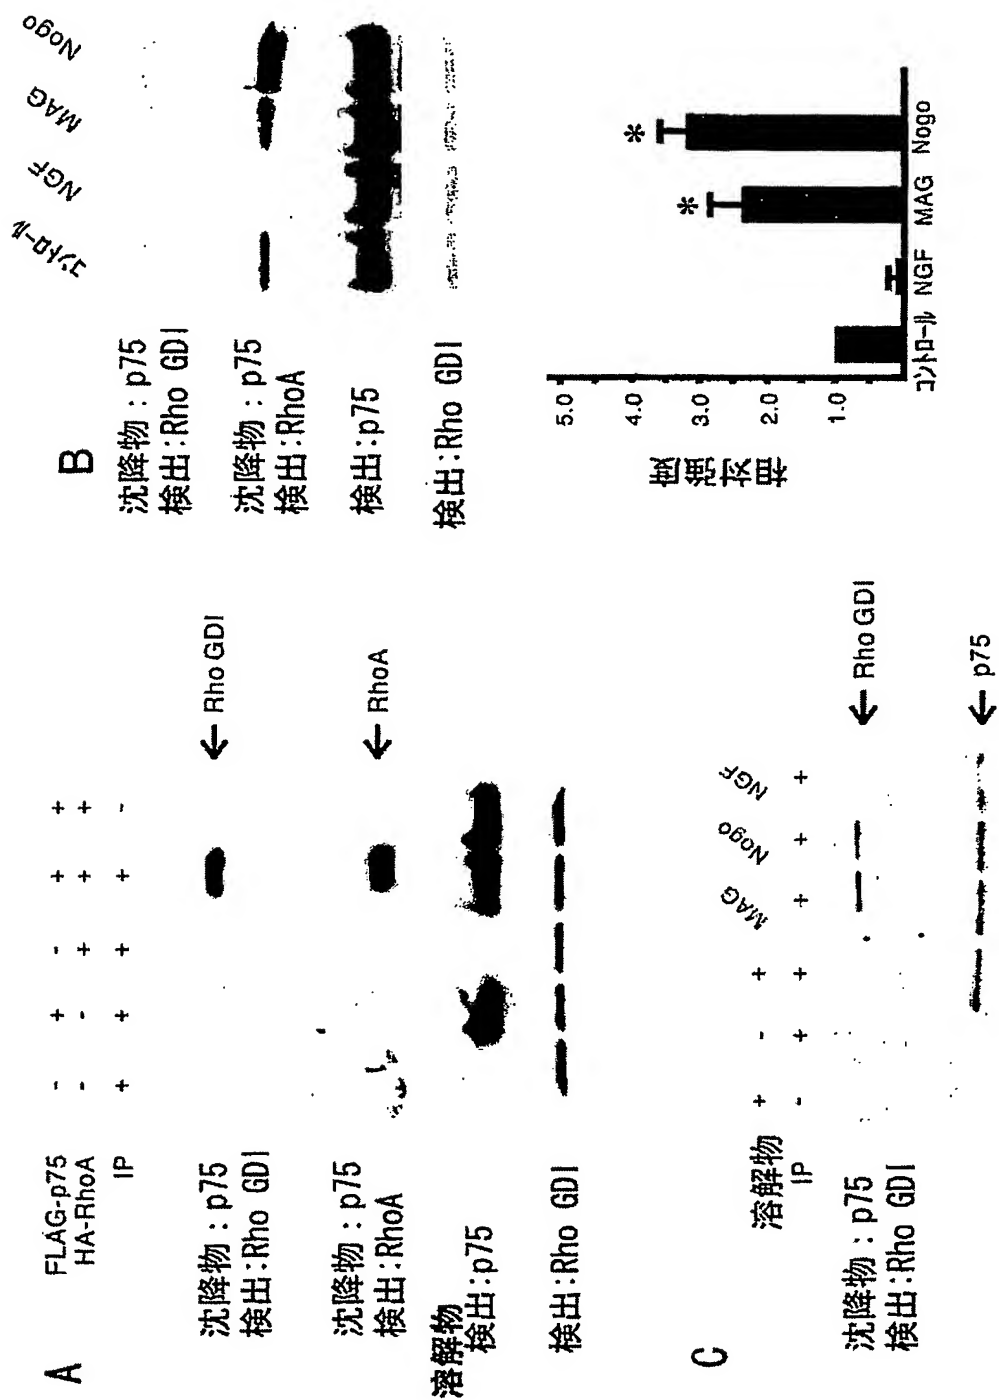 A
FLAG-p75 - + - + +
HA-RhoA - - + + +
IP + + + + -
沈降物:p75
検出:Rho GDI
← Rho GDI
沈降物:p75
検出:RhoA
← RhoA
溶解物
検出:p75
検出:Rho GDI
B
コントロール NGF MAG Nogo
沈降物:p75
検出:Rho GDI
沈降物:p75
検出:RhoA
検出:p75
検出:Rho GDI
相対強度
5.0
4.0
3.0
2.0
1.0
* *
コントロール NGF MAG Nogo
C
MAG Nogo NGF
溶解物 + - +
IP - + + + + +
沈降物:p75
検出:Rho GDI
← Rho GDI
← p75